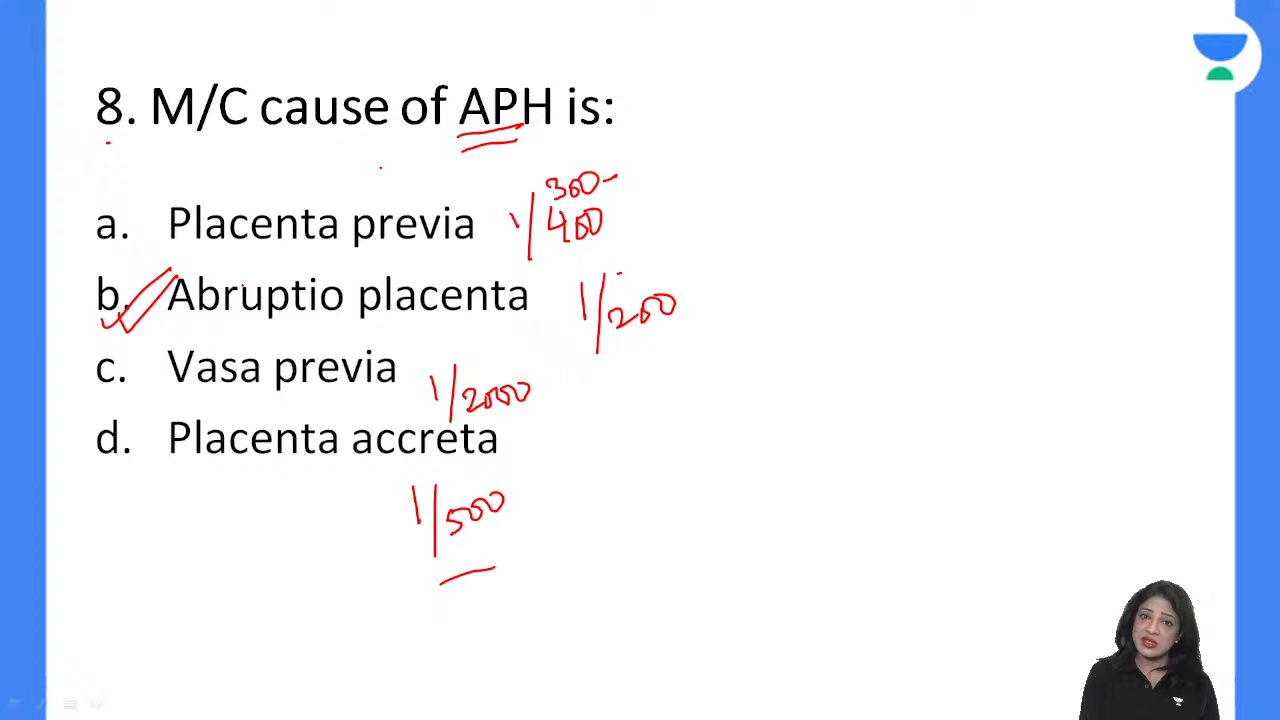 8. M/C cause of APH is:
a. Placenta previa 1/300-400
b. Abruptio placenta 1/200
c. Vasa previa 1/2000
d. Placenta accreta
1/500